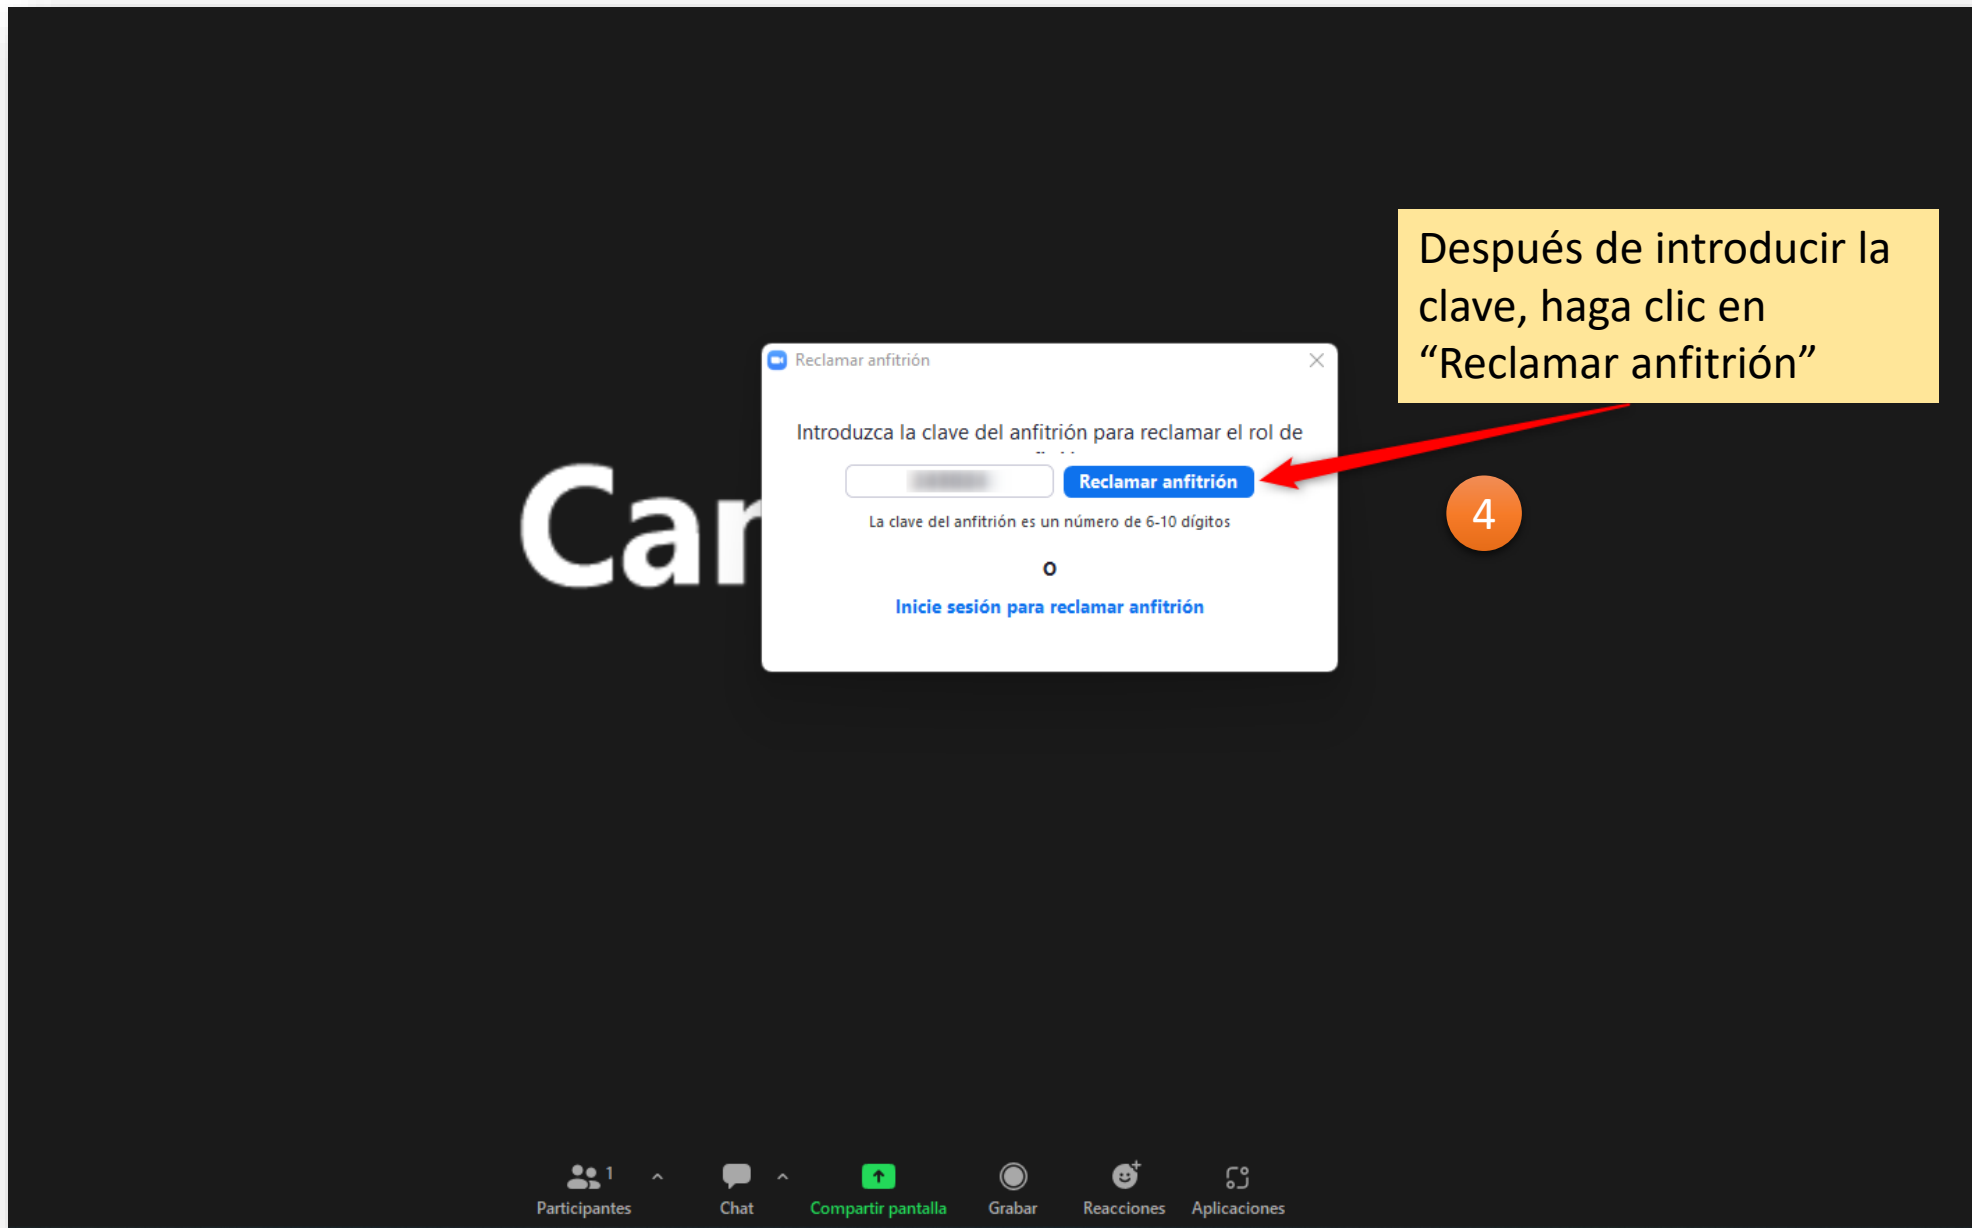 Después de introducir la
clave, haga clic en
“Reclamar anfitrión”
Reclamar anfitrión
Introduzca la clave del anfitrión para reclamar el rol de
Reclamar anfitrión
La clave del anfitrión es un número de 6-10 dígitos
o
Inicie sesión para reclamar anfitrión
4
Car
1
Participantes
Chat
Compartir pantalla
Grabar
Reacciones
Aplicaciones